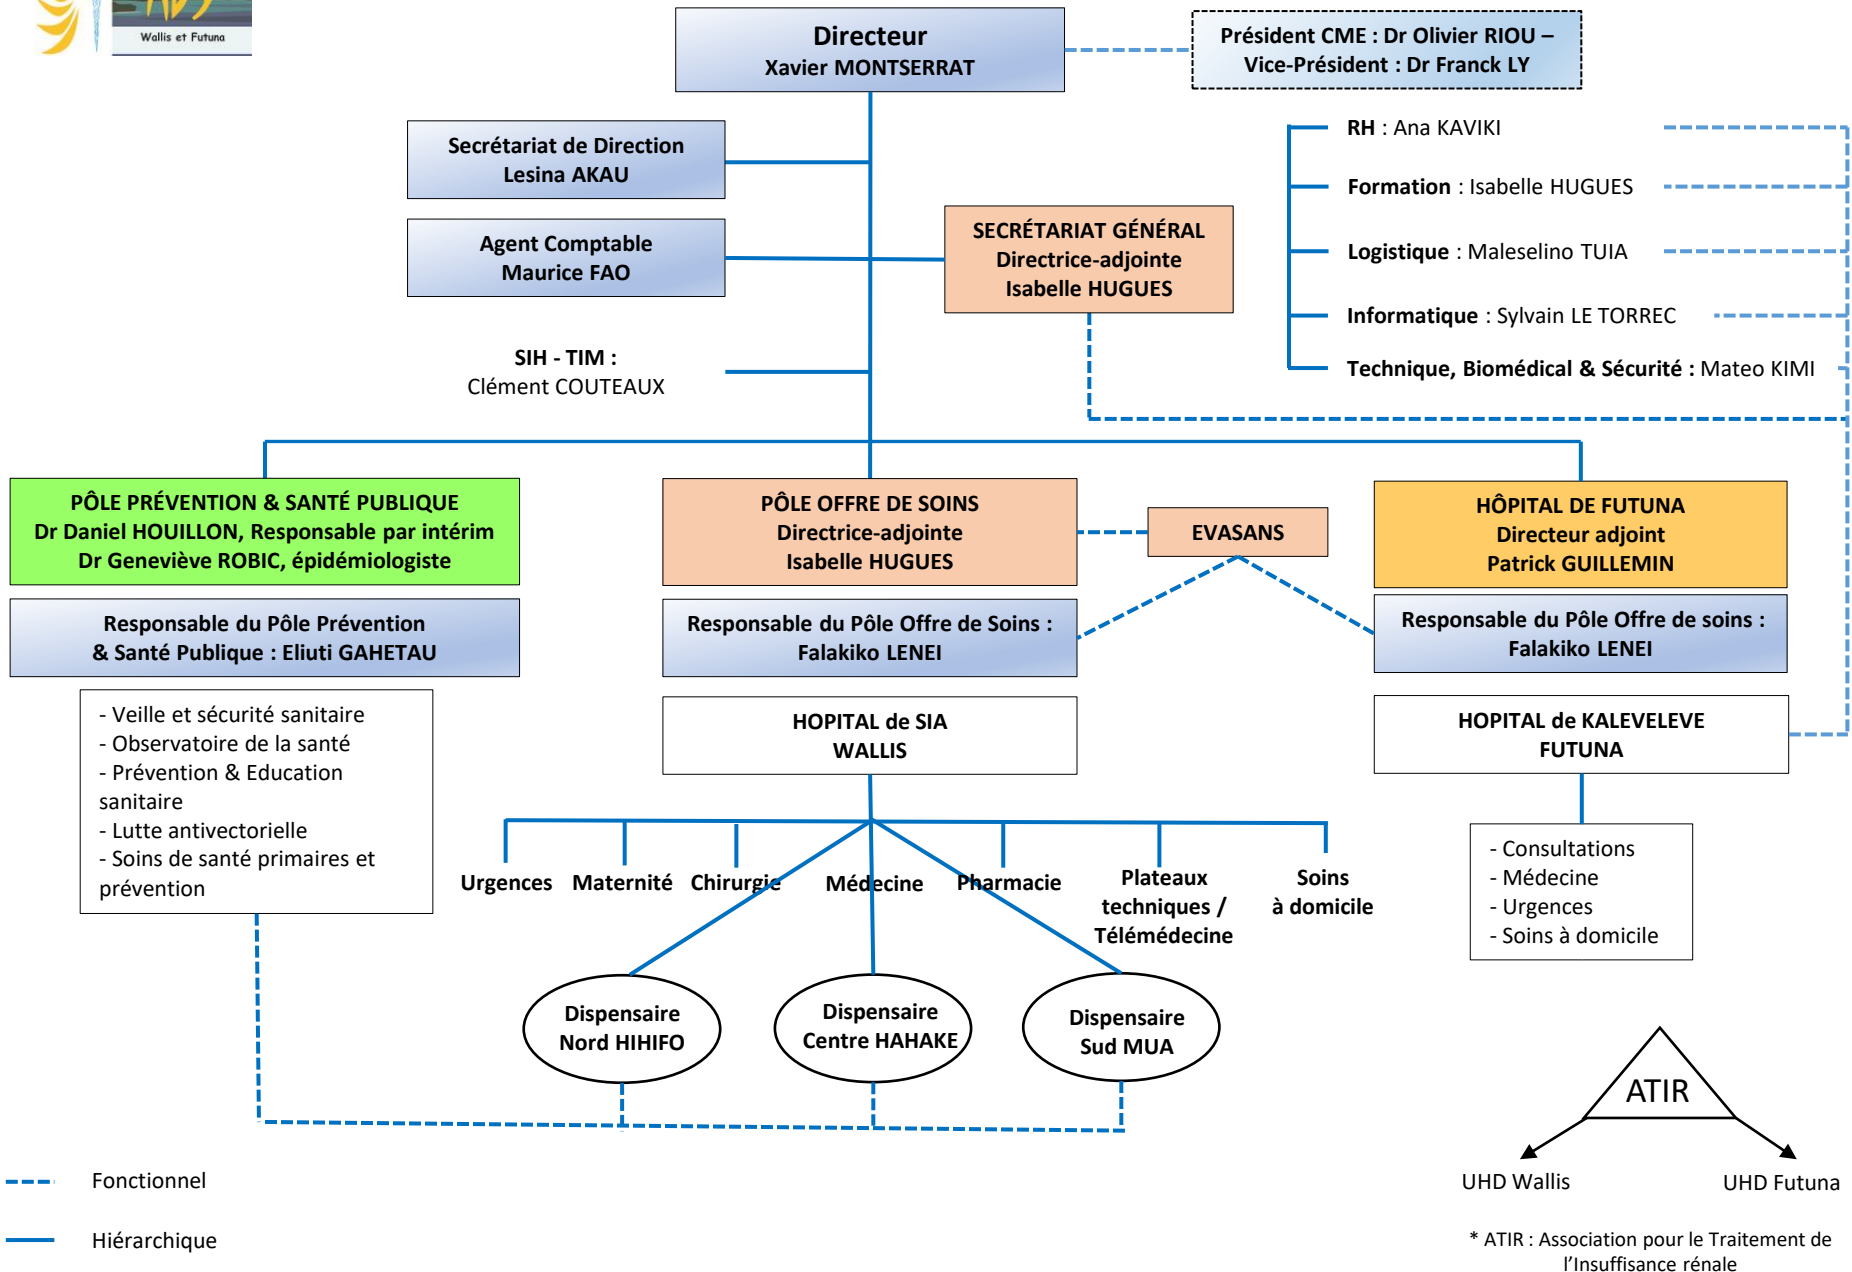 Wallis et Futuna
Directeur
Xavier MONTSERRAT
Président CME : Dr Olivier RIOU –
Vice-Président : Dr Franck LY
Secrétariat de Direction
Lesina AKAU
Agent Comptable
Maurice FAO
SECRÉTARIAT GÉNÉRAL
Directrice-adjointe
Isabelle HUGUES
RH : Ana KAVIKI
Formation : Isabelle HUGUES
Logistique : Maleselino TUIA
Informatique : Sylvain LE TORREC
Technique, Biomédical & Sécurité : Mateo KIMI
SIH - TIM :
Clément COUTEAUX
PÔLE PRÉVENTION & SANTÉ PUBLIQUE
Dr Daniel HOUILLON, Responsable par intérim
Dr Geneviève ROBIC, épidémiologiste
PÔLE OFFRE DE SOINS
Directrice-adjointe
Isabelle HUGUES
EVASANS
HÔPITAL DE FUTUNA
Directeur adjoint
Patrick GUILLEMIN
Responsable du Pôle Prévention
& Santé Publique : Eliuti GAHETAU
Responsable du Pôle Offre de Soins :
Falakiko LENEI
Responsable du Pôle Offre de soins :
Falakiko LENEI
- Veille et sécurité sanitaire
- Observatoire de la santé
- Prévention & Education
sanitaire
- Lutte antivectorielle
- Soins de santé primaires et
prévention
HOPITAL de SIA
WALLIS
HOPITAL de KALEVELEVE
FUTUNA
Urgences
Maternité
Chirurgie
Médecine
Pharmacie
Plateaux
techniques /
Télémédecine
Soins
à domicile
- Consultations
- Médecine
- Urgences
- Soins à domicile
Dispensaire
Nord HIHIFO
Dispensaire
Centre HAHAKE
Dispensaire
Sud MUA
ATIR
UHD Wallis
UHD Futuna
Fonctionnel
Hiérarchique
* ATIR : Association pour le Traitement de
l'Insuffisance rénale